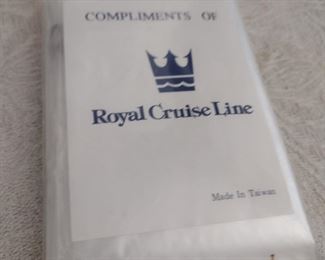 COMPLIMENTS OF
Royal Cruise Line
Made In Taiwan